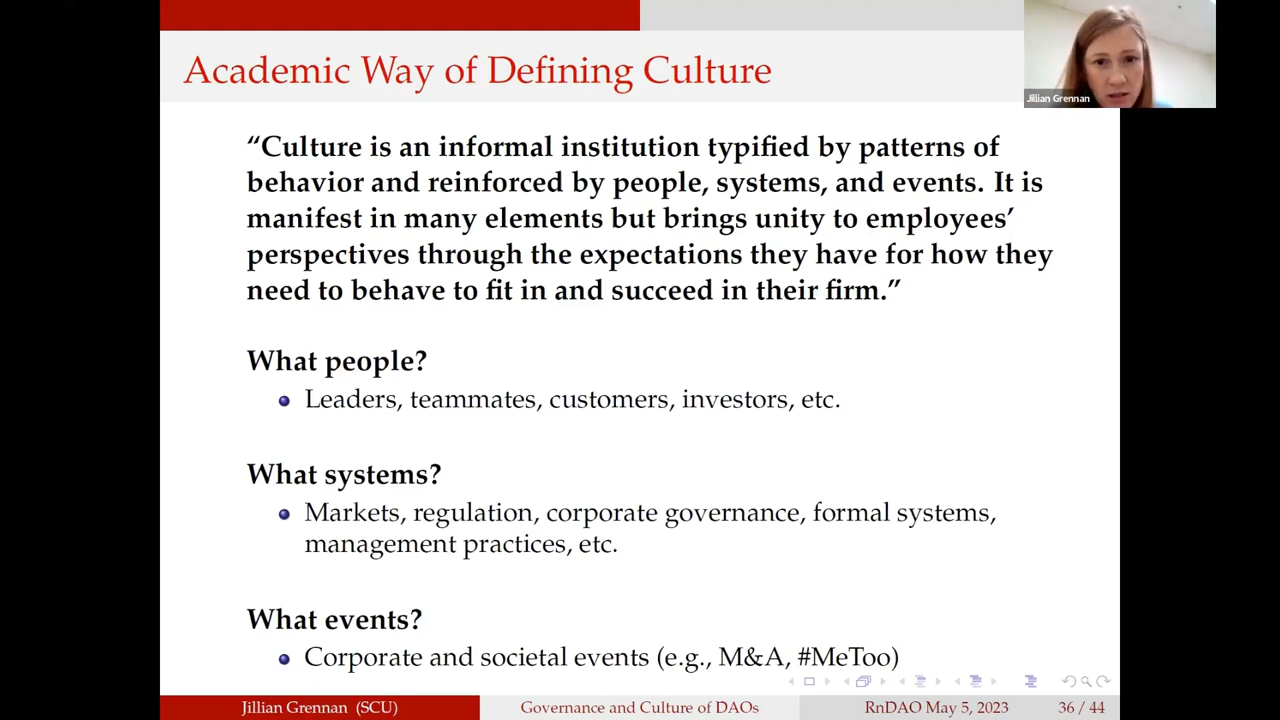 Academic Way of Defining Culture
Jillian Grennan
“Culture is an informal institution typified by patterns of
behavior and reinforced by people, systems, and events. It is
manifest in many elements but brings unity to employees’
perspectives through the expectations they have for how they
need to behave to fit in and succeed in their firm.”
What people?
Leaders, teammates, customers, investors, etc.
What systems?
Markets, regulation, corporate governance, formal systems,
management practices, etc.
What events?
Corporate and societal events (e.g., M&A, #MeToo)
Jillian Grennan (SCU) Governance and Culture of DAOs RnDAO May 5, 2023 36 / 44